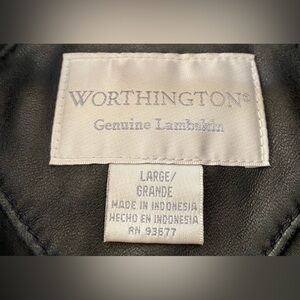 WORTHINGTON®
Genuine Lambskin
LARGE/
GRANDE
MADE IN INDONESIA
HECHO EN INDONESIA
RN 93677